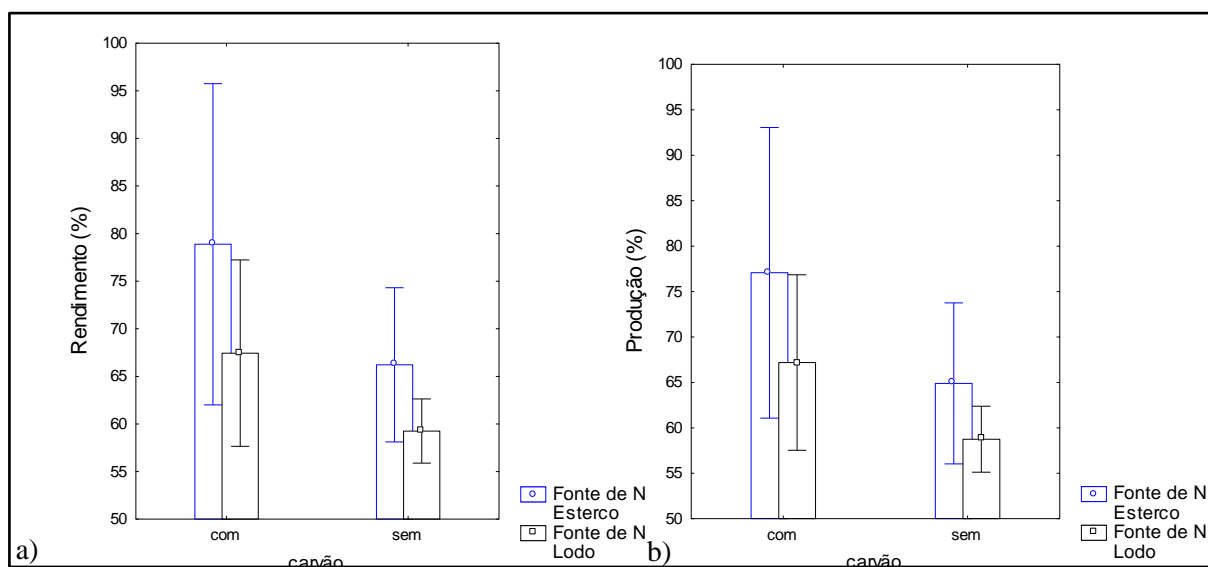 100
95
90
85
80
75
70
65
60
55
50
Rendimento (%)
com
sem
carvão
Fonte de N
Esterco
Fonte de N
Lodo
a)
100
95
90
85
80
75
70
65
60
55
50
Produção (%)
com
sem
carvão
Fonte de N
Esterco
Fonte de N
Lodo
b)